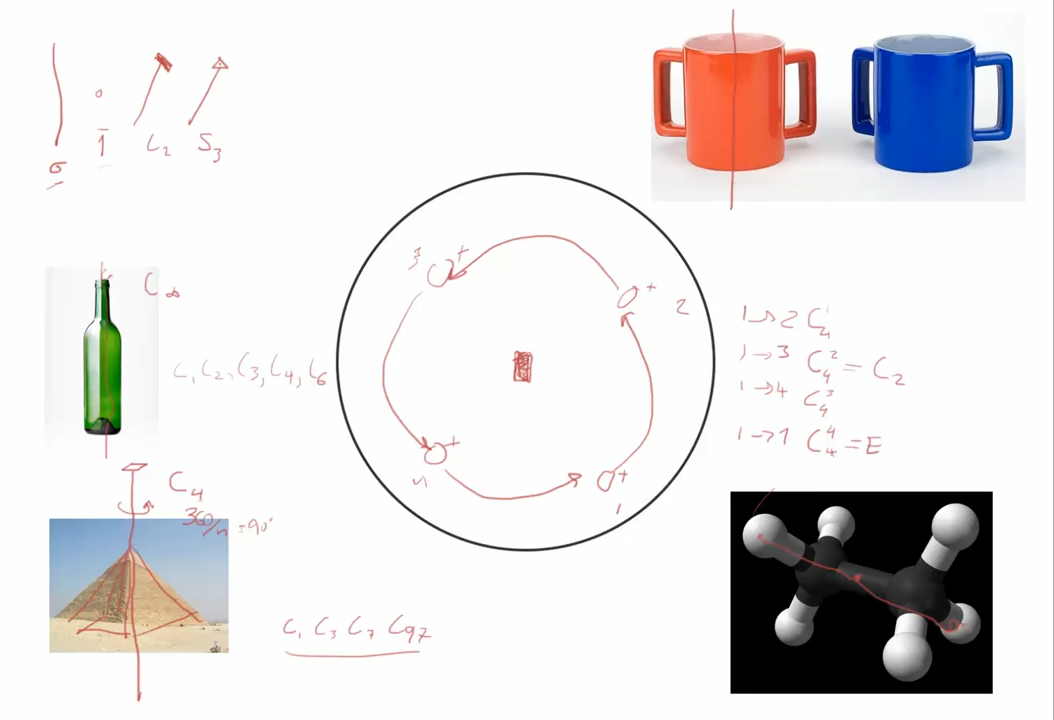 σ 1̅ C₂ S₃
C∞
C₁ C₂, C₃, C₄, C₆
C₄
360/n = 90°
C₁ C₃ C₇ C₉₇
3 +
+ 2
+
4
+
1
1→2 C₄¹
1→3 C₄² = C₂
1→4 C₄³
1→1 C₄⁴ = E